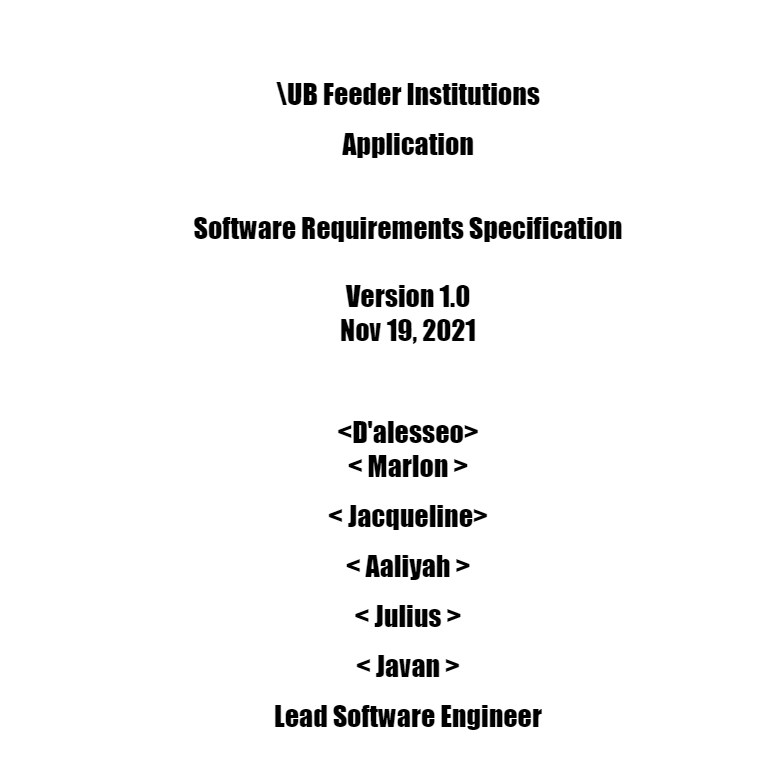 \UB Feeder Institutions
Application
Software Requirements Specification
Version 1.0
Nov 19, 2021
<D'alesseo>
< Marlon >
< Jacqueline>
< Aaliyah >
< Julius >
< Javan >
Lead Software Engineer